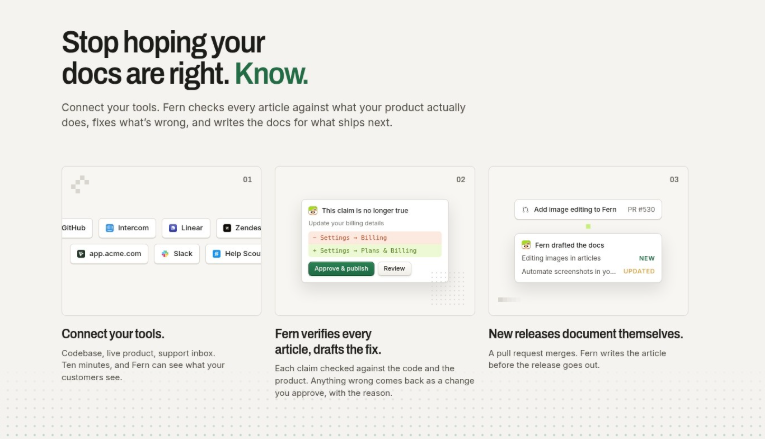 Stop hoping your
docs are right. Know.
Connect your tools. Fern checks every article against what your product actually
does, fixes what's wrong, and writes the docs for what ships next.
01
GitHub
Intercom
Linear
Zendes
app.acme.com
Slack
Help Scou
Connect your tools.
Codebase, live product, support inbox.
Ten minutes, and Fern can see what your
customers see.
02
This claim is no longer true
Update your billing details
− Settings → Billing
+ Settings → Plans & Billing
Approve & publish
Review
Fern verifies every
article, drafts the fix.
Each claim checked against the code and the
product. Anything wrong comes back as a change
you approve, with the reason.
03
Add image editing to Fern PR #530
Fern drafted the docs
Editing images in articles NEW
Automate screenshots in yo... UPDATED
New releases document themselves.
A pull request merges. Fern writes the article
before the release goes out.